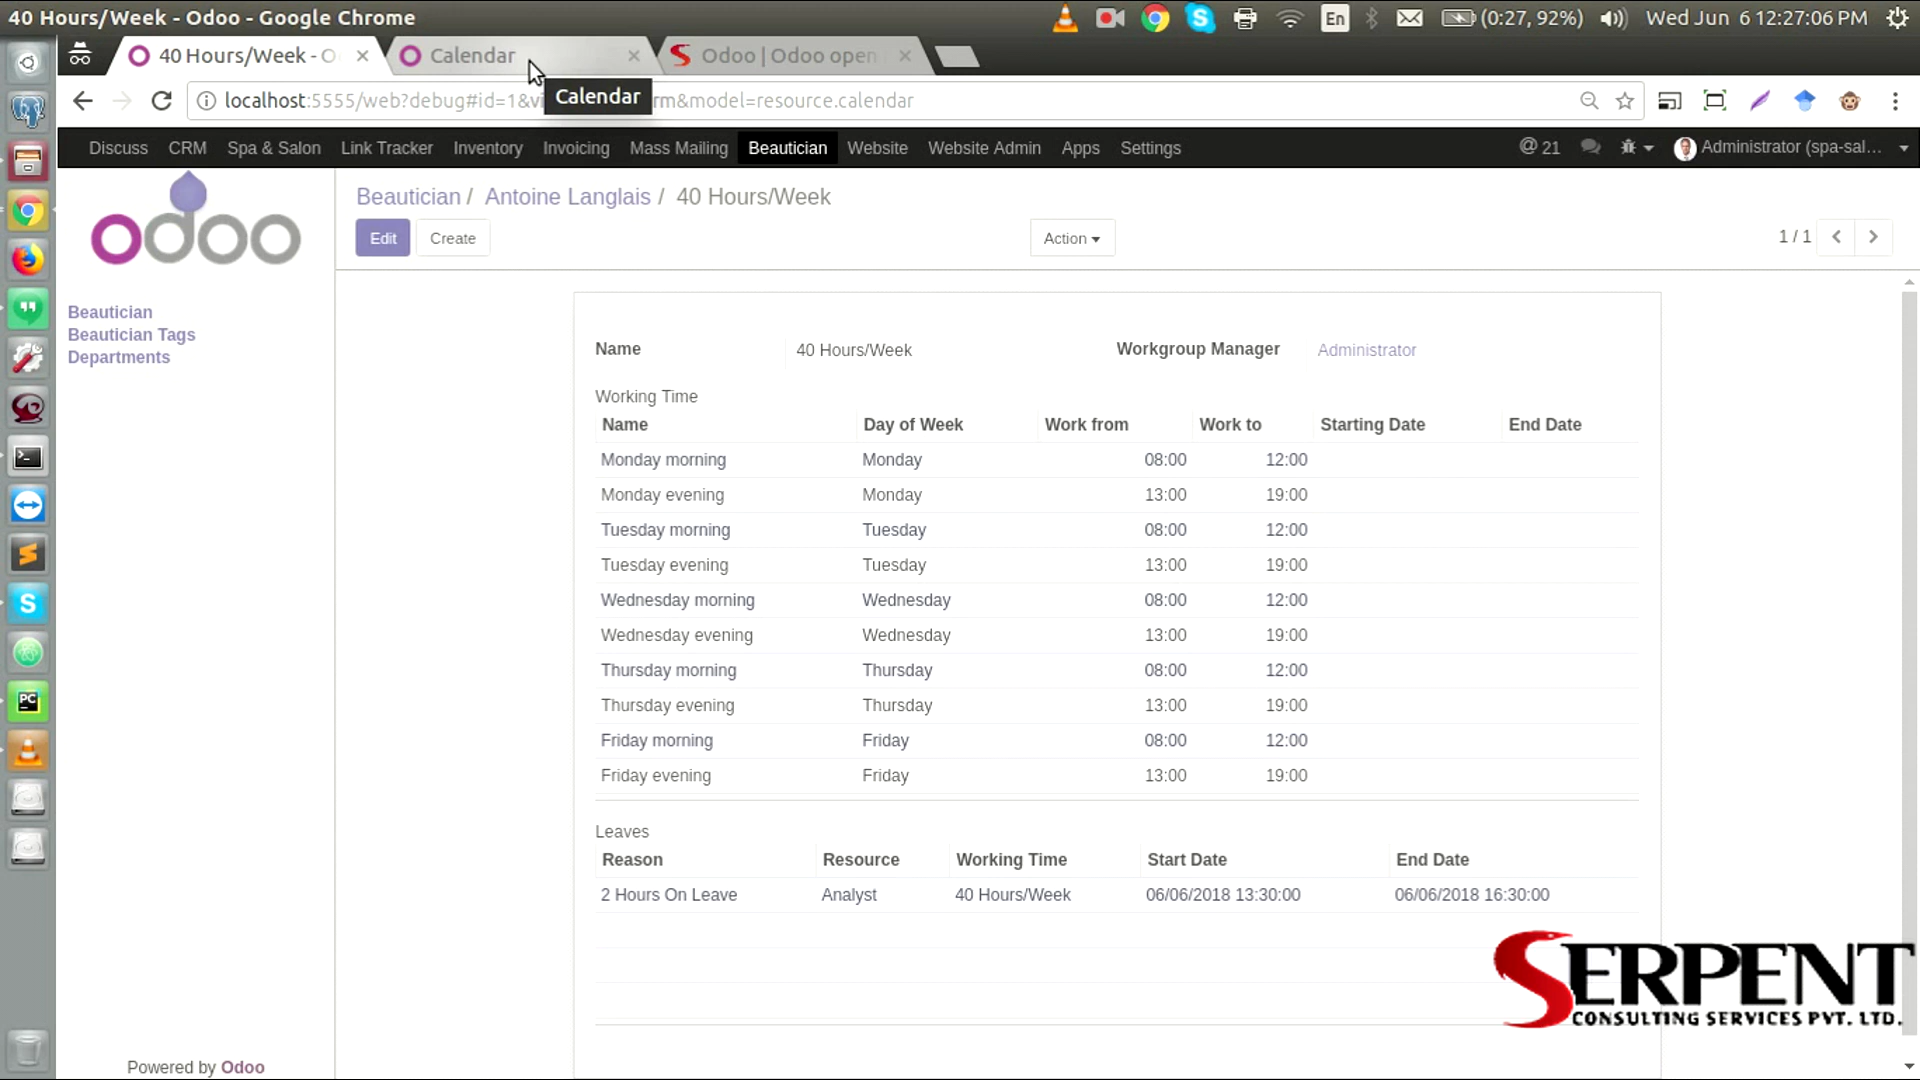 40 Hours/Week - Odoo - Google Chrome
En
(0:27, 92%)
Wed Jun 6 12:27:06 PM
40 Hours/Week - O
Calendar
Odoo | Odoo open
localhost:5555/web?debug#id=1&vi rm&model=resource.calendar
Calendar
Discuss CRM Spa & Salon Link Tracker Inventory Invoicing Mass Mailing Beautician Website Website Admin Apps Settings
@ 21
Administrator (spa-sal...
odoo
Beautician / Antoine Langlais / 40 Hours/Week
Edit Create
Action
1 / 1
Beautician
Beautician Tags
Departments
Name 40 Hours/Week Workgroup Manager Administrator
Working Time
Name Day of Week Work from Work to Starting Date End Date
Monday morning Monday 08:00 12:00
Monday evening Monday 13:00 19:00
Tuesday morning Tuesday 08:00 12:00
Tuesday evening Tuesday 13:00 19:00
Wednesday morning Wednesday 08:00 12:00
Wednesday evening Wednesday 13:00 19:00
Thursday morning Thursday 08:00 12:00
Thursday evening Thursday 13:00 19:00
Friday morning Friday 08:00 12:00
Friday evening Friday 13:00 19:00
Leaves
Reason Resource Working Time Start Date End Date
2 Hours On Leave Analyst 40 Hours/Week 06/06/2018 13:30:00 06/06/2018 16:30:00
SERPENT
CONSULTING SERVICES PVT. LTD.
Powered by Odoo
PC